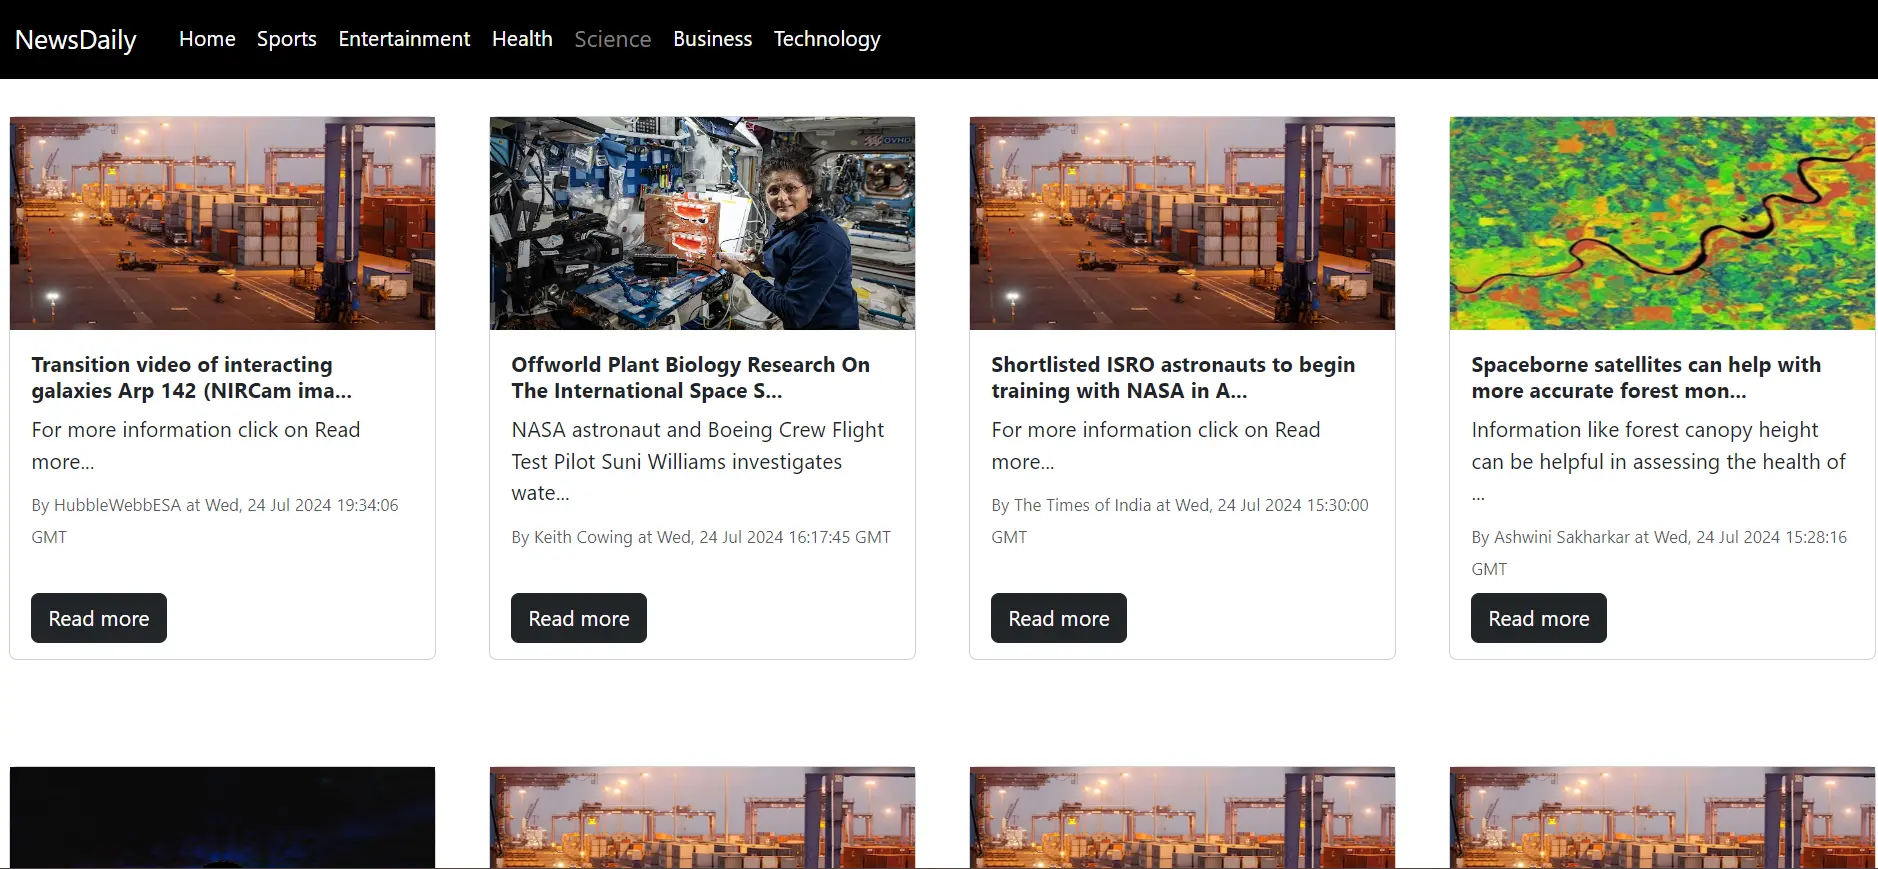 NewsDaily Home Sports Entertainment Health Science Business Technology
Transition video of interacting
galaxies Arp 142 (NIRCam ima...
For more information click on Read
more...
By HubbleWebbESA at Wed, 24 Jul 2024 19:34:06
GMT
Read more
Offworld Plant Biology Research On
The International Space S...
NASA astronaut and Boeing Crew Flight
Test Pilot Suni Williams investigates
wate...
By Keith Cowing at Wed, 24 Jul 2024 16:17:45 GMT
Read more
Shortlisted ISRO astronauts to begin
training with NASA in A...
For more information click on Read
more...
By The Times of India at Wed, 24 Jul 2024 15:30:00
GMT
Read more
Spaceborne satellites can help with
more accurate forest mon...
Information like forest canopy height
can be helpful in assessing the health of
...
By Ashwini Sakharkar at Wed, 24 Jul 2024 15:28:16
GMT
Read more